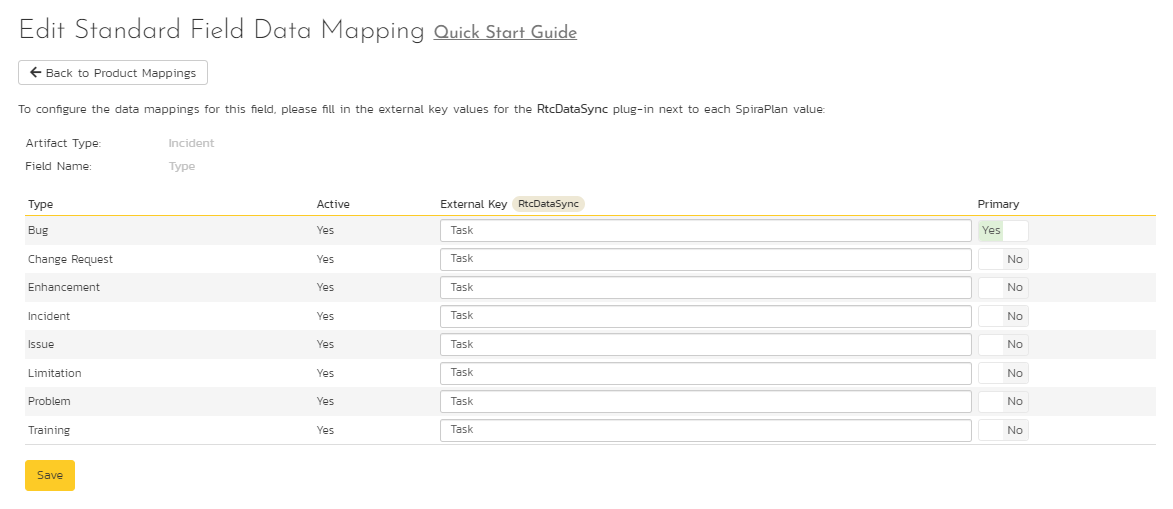 Edit Standard Field Data Mapping Quick Start Guide
Back to Product Mappings
To configure the data mappings for this field, please fill in the external key values for the RtcDataSync plug-in next to each SpiraPlan value:
Artifact Type: Incident
Field Name: Type
Type Active External Key RtcDataSync Primary
Bug Yes Task Yes
Change Request Yes Task No
Enhancement Yes Task No
Incident Yes Task No
Issue Yes Task No
Limitation Yes Task No
Problem Yes Task No
Training Yes Task No
Save